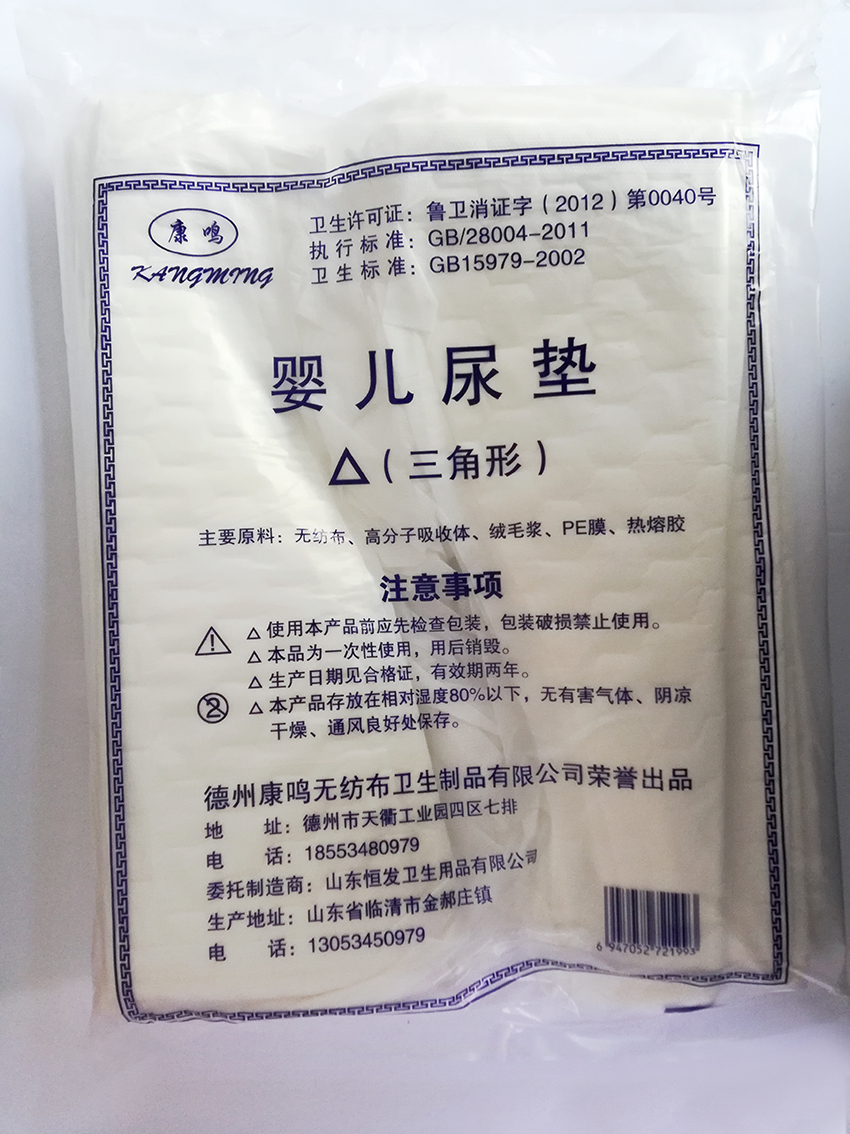 康鸣
KANGMING
卫生许可证：鲁卫消证字（2012）第0040号
执行标准：GB/28004-2011
卫生标准：GB15979-2002
婴儿尿垫
△（三角形）
主要原料：无纺布、高分子吸收体、绒毛浆、PE膜、热熔胶
注意事项
△使用本产品前应先检查包装，包装破损禁止使用。
△本品为一次性使用，用后销毁。
△生产日期见合格证，有效期两年。
2
△本产品存放在相对湿度80%以下，无有害气体、阴凉
干燥、通风良好处保存。
德州康鸣无纺布卫生制品有限公司荣誉出品
地 址：德州市天衢工业园四区七排
电 话：18553480979
委托制造商：山东恒发卫生用品有限公司
生产地址：山东省临清市金郝庄镇
电 话：13053450979
6 947052 721993